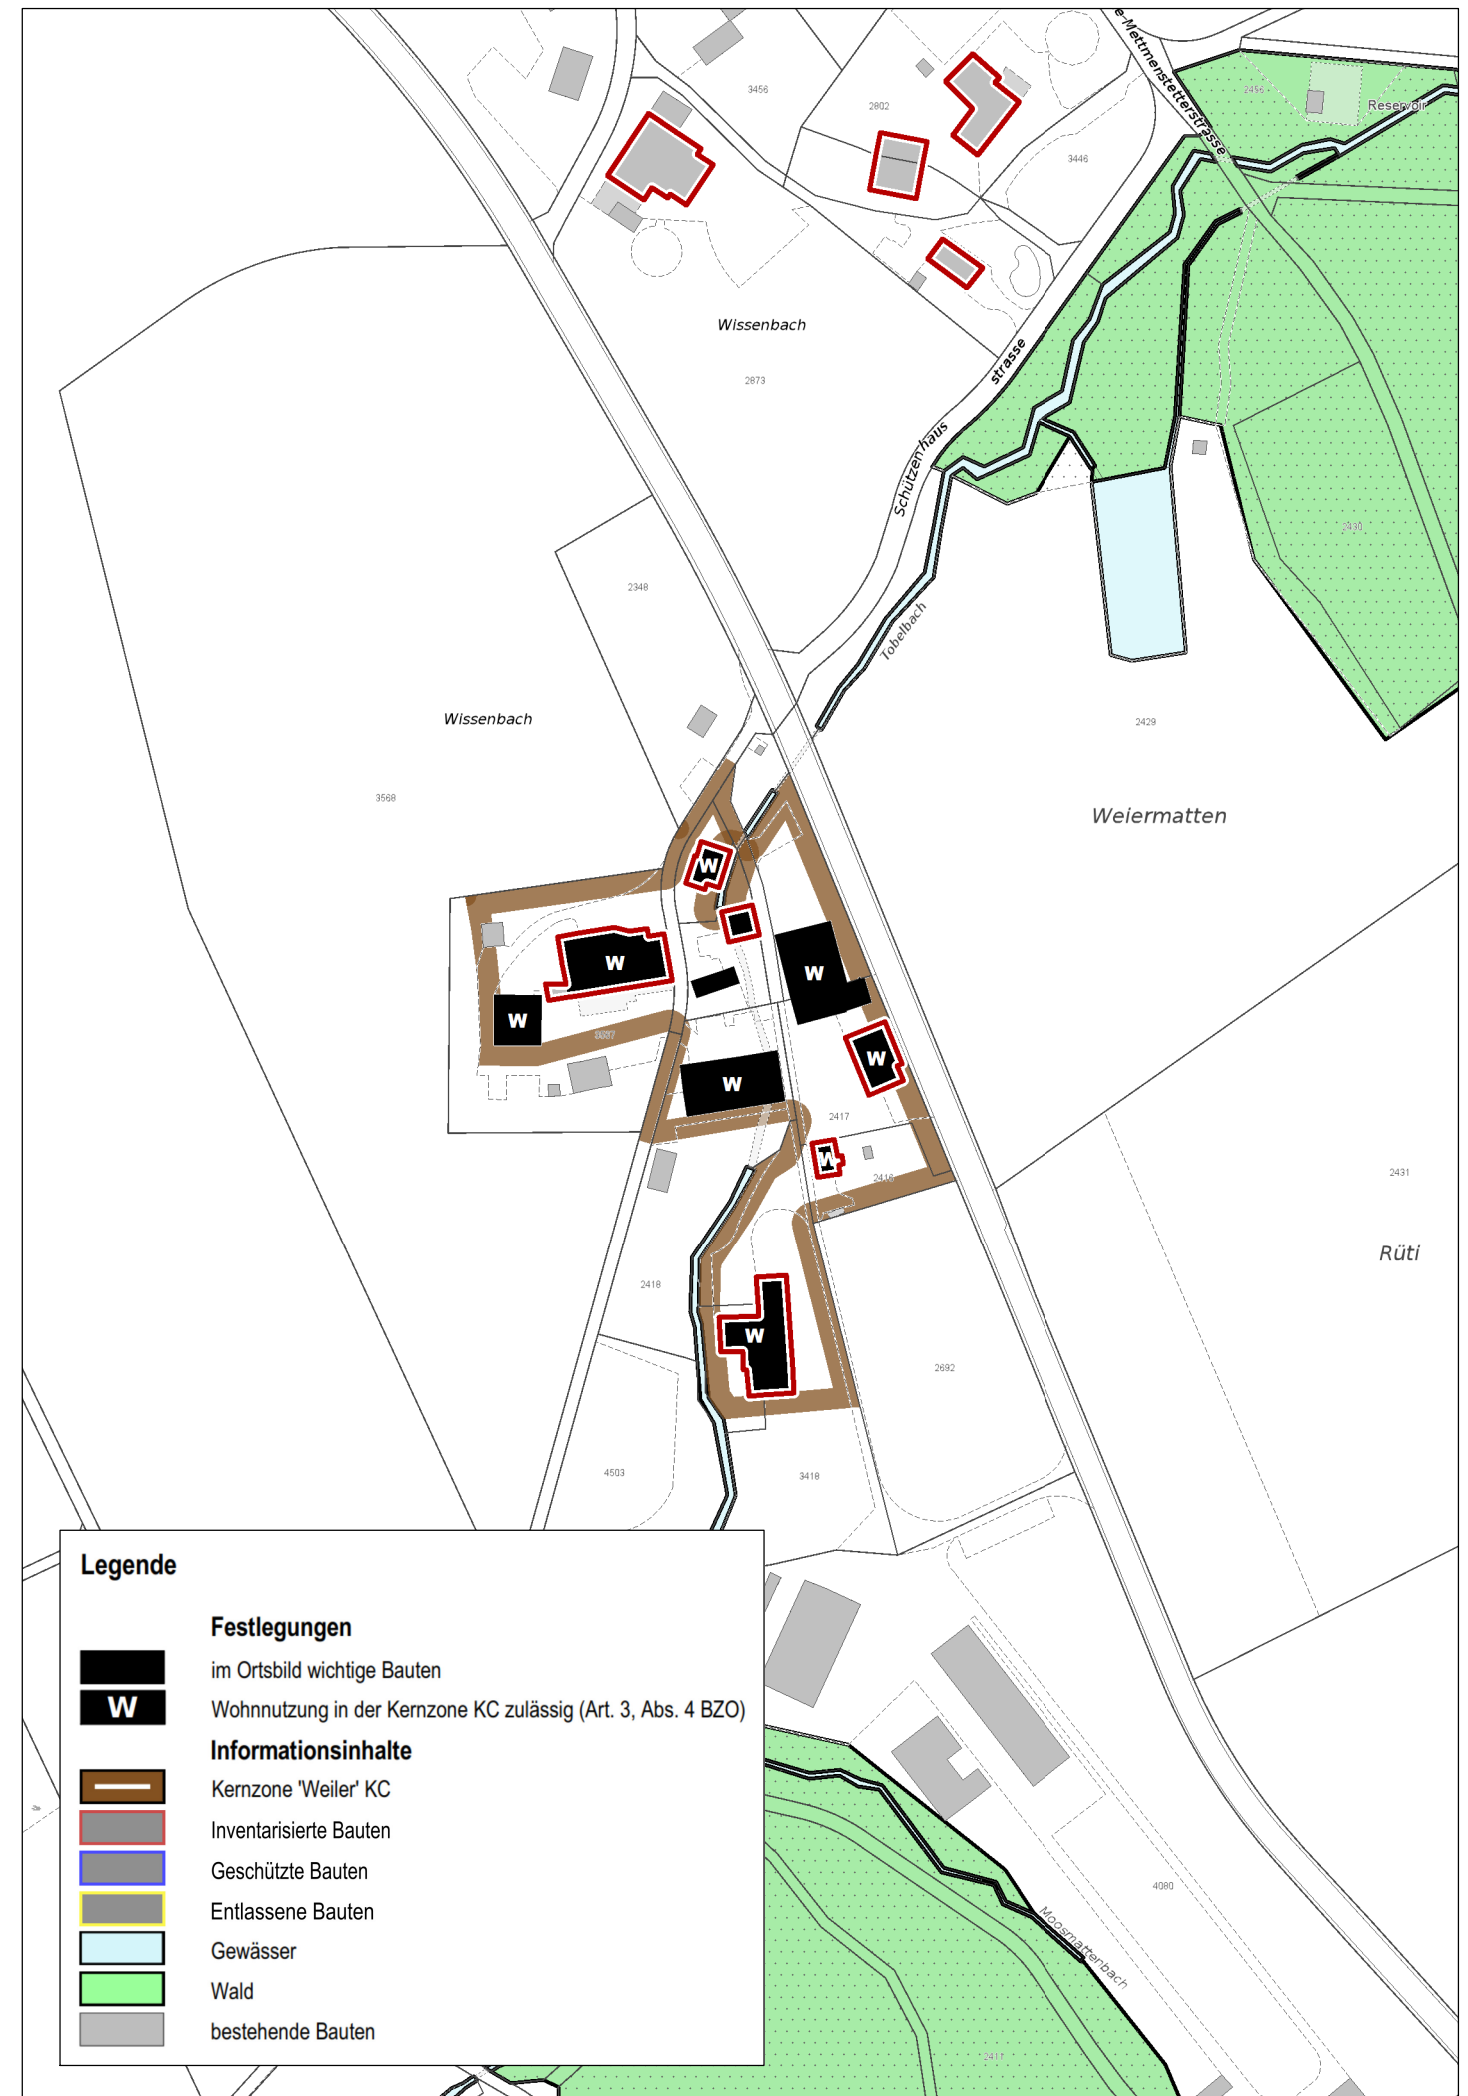 e-Mettmenstetterstrasse
3456
2802
2456
Reservoir
3446
Wissenbach
2873
strasse
Schützenhaus
2430
2348
Tobelbach
Wissenbach
2429
3568
Weiermatten
W
W
W
W
3567
W
W
2417
W
2416
2431
Rüti
2418
W
2692
4503
3418
Legende
Festlegungen
im Ortsbild wichtige Bauten
W Wohnnutzung in der Kernzone KC zulässig (Art. 3, Abs. 4 BZO)
Informationsinhalte
Kernzone 'Weiler' KC
Inventarisierte Bauten
Geschützte Bauten
Entlassene Bauten
Gewässer
Wald
bestehende Bauten
4080
Moosmattenbach
2411